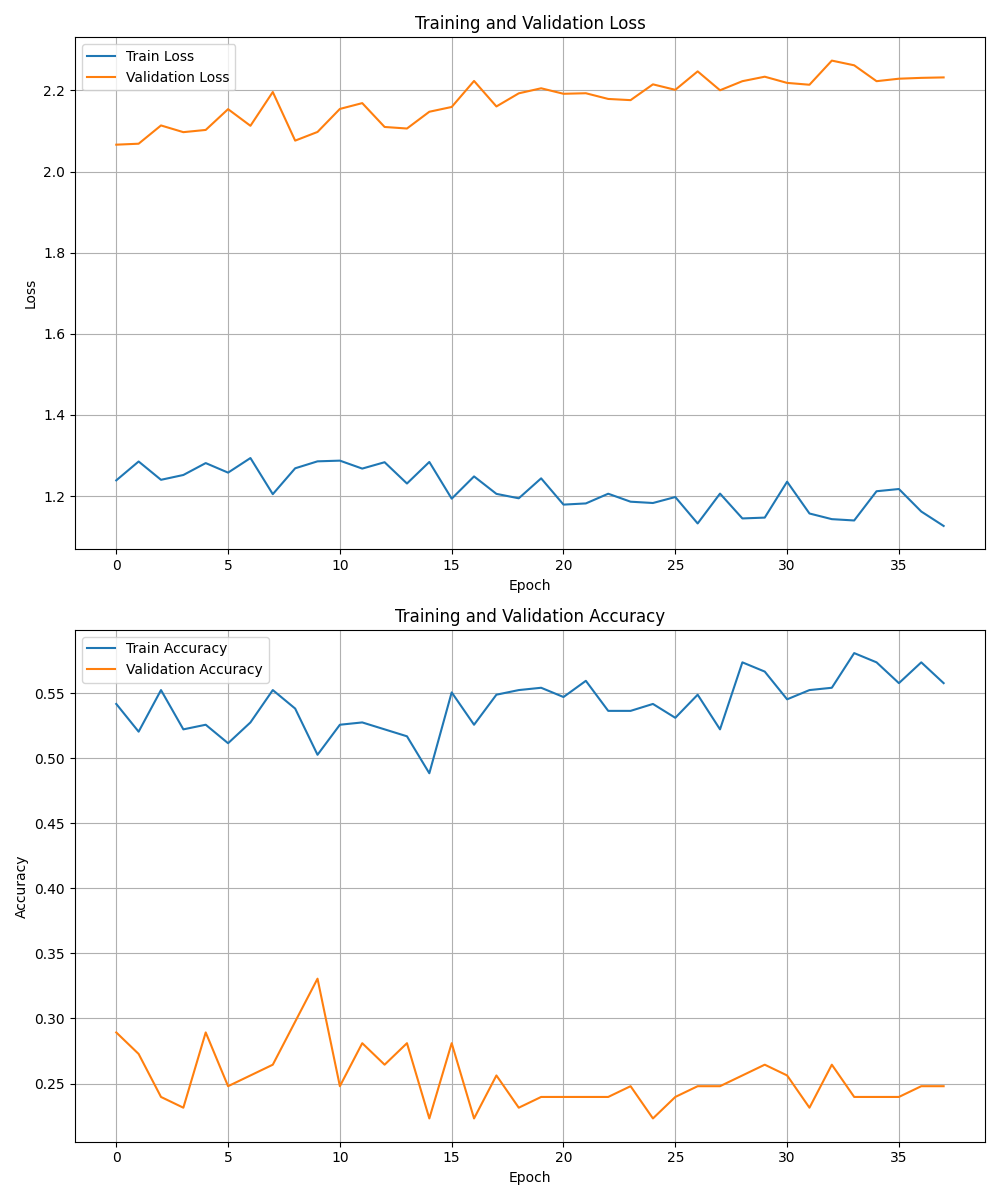 Training and Validation Loss
Train Loss
Validation Loss
2.2
2.0
1.8
1.6
1.4
1.2
Loss
0 5 10 15 20 25 30 35
Epoch
Training and Validation Accuracy
Train Accuracy
Validation Accuracy
0.55
0.50
0.45
0.40
0.35
0.30
0.25
Accuracy
0 5 10 15 20 25 30 35
Epoch